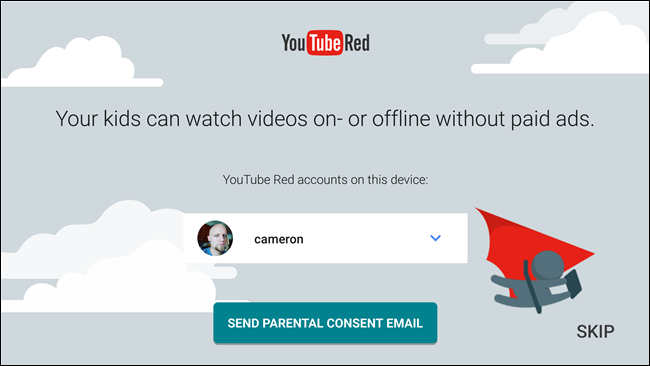 YouTube Red
Your kids can watch videos on- or offline without paid ads.
YouTube Red accounts on this device:
cameron
SEND PARENTAL CONSENT EMAIL
SKIP